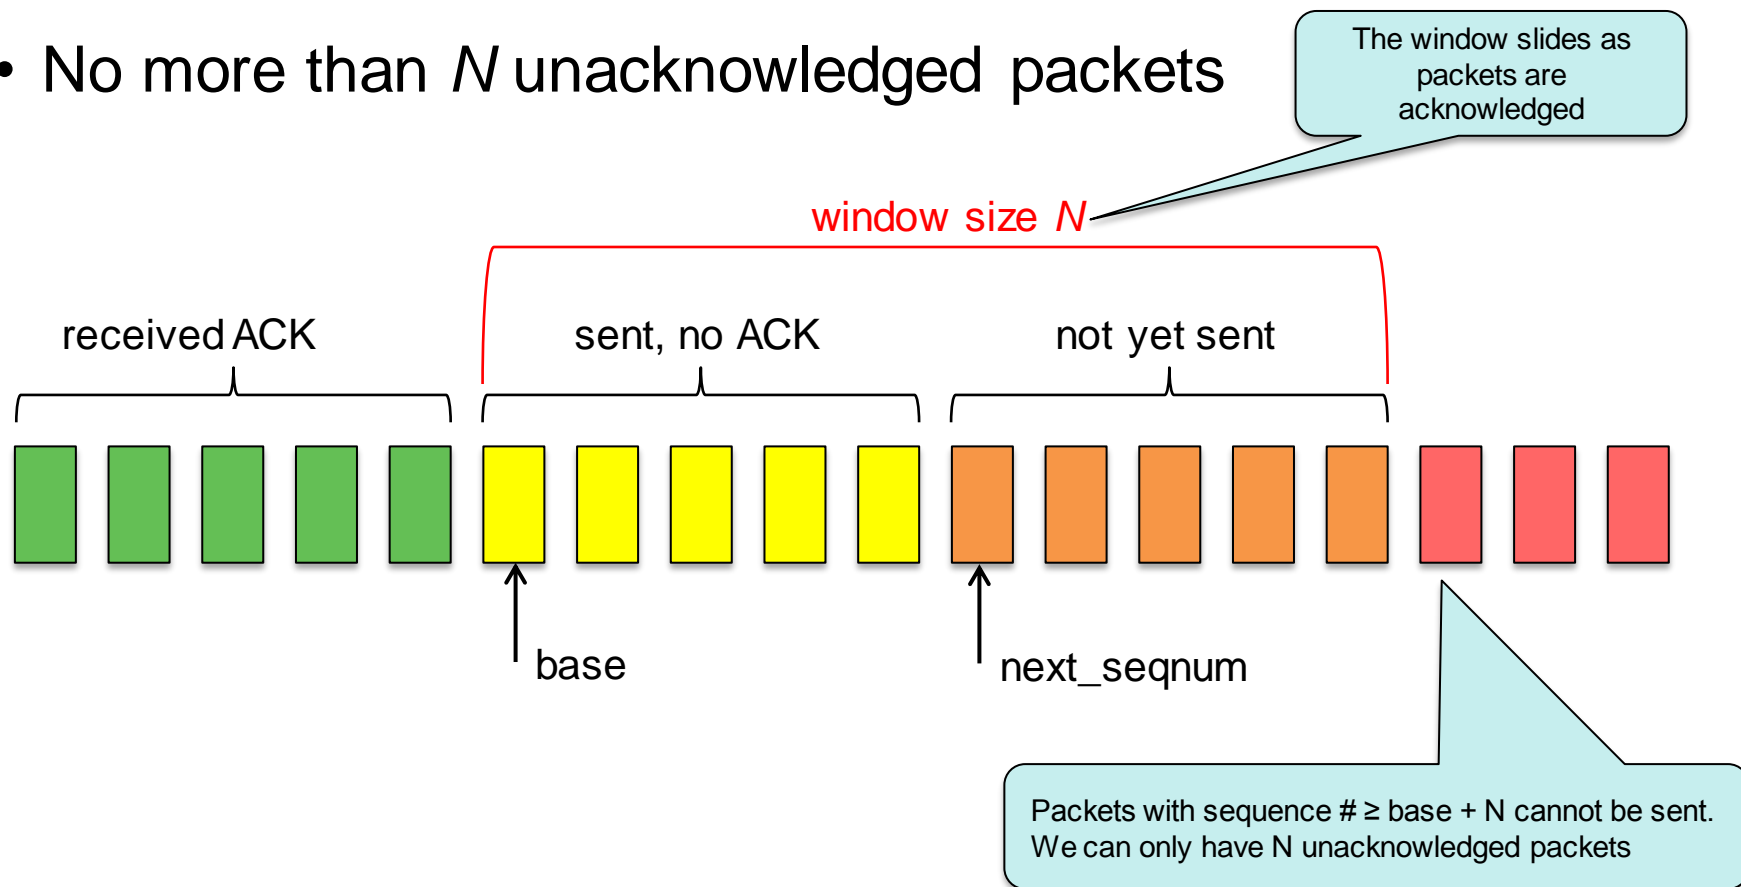 • No more than N unacknowledged packets
The window slides as
packets are
acknowledged
window size N
received ACK
sent, no ACK
not yet sent
base
next_seqnum
Packets with sequence # ≥ base + N cannot be sent.
We can only have N unacknowledged packets